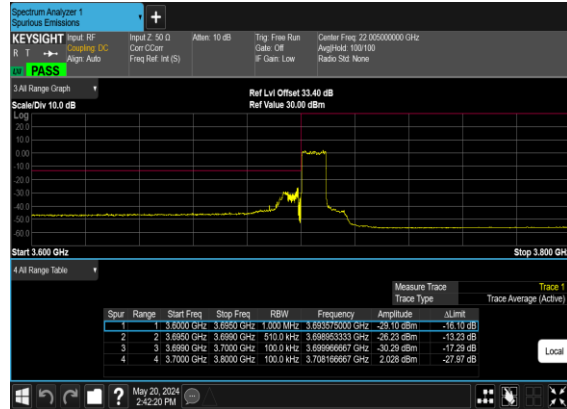 Spectrum Analyzer 1
Spurious Emissions
KEYSIGHT Input: RF Input Z: 50 Ω Atten: 10 dB Trig: Free Run Center Freq: 22.005000000 GHz
R T Coupling: DC Corr CCorr Gate: Off Avg|Hold: 100/100
Align: Auto Freq Ref: Int (S) IF Gain: Low Radio Std: None
LXI PASS
3 All Range Graph
Ref Lvl Offset 33.40 dB
Scale/Div 10.0 dB Ref Value 30.00 dBm
Log
20.0
10.0
0.00
-10.0
-20.0
-30.0
-40.0
-50.0
-60.0
Start 3.600 GHz Stop 3.800 GHz
4 All Range Table
Measure Trace Trace 1
Trace Type Trace Average (Active)
Spur Range Start Freq Stop Freq RBW Frequency Amplitude ΔLimit
1 1 3.6000 GHz 3.6950 GHz 1.000 MHz 3.693575000 GHz -29.10 dBm -16.10 dB
2 2 3.6950 GHz 3.6990 GHz 510.0 kHz 3.698953333 GHz -26.23 dBm -13.23 dB
3 3 3.6990 GHz 3.7000 GHz 100.0 kHz 3.699966667 GHz -30.29 dBm -17.29 dB
4 4 3.7000 GHz 3.8000 GHz 100.0 kHz 3.708166667 GHz 2.028 dBm -27.97 dB
Local
? May 20, 2024
2:42:20 PM